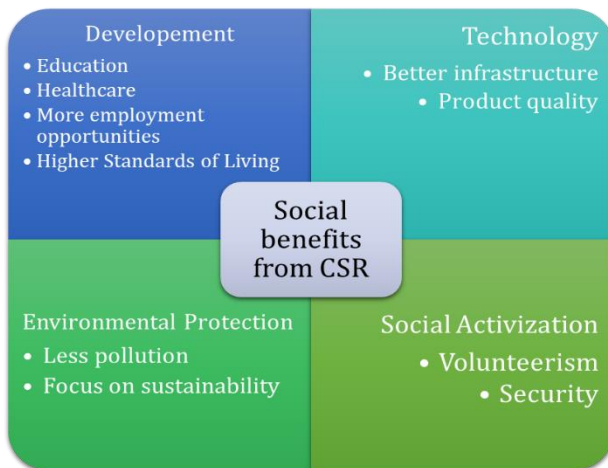 Developement
• Education
• Healthcare
• More employment
opportunities
• Higher Standards of Living
Technology
• Better infrastructure
• Product quality
Social
benefits
from CSR
Environmental Protection
• Less pollution
• Focus on sustainability
Social Activization
• Volunteerism
• Security